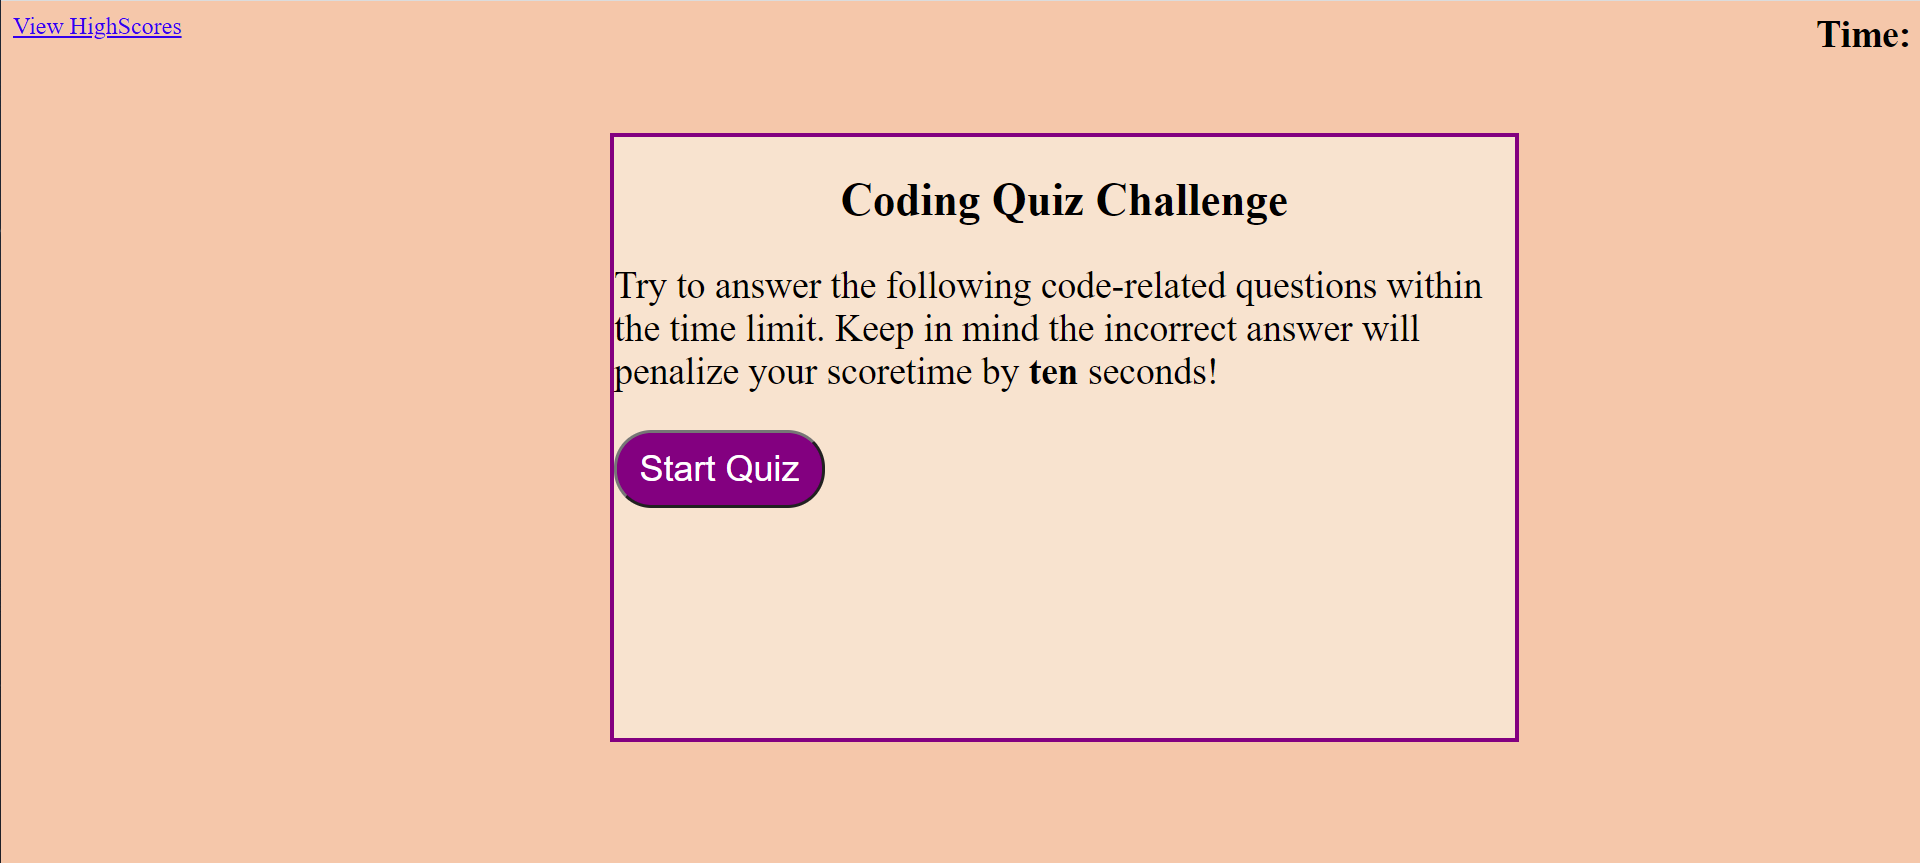 View HighScores
Time:
Coding Quiz Challenge
Try to answer the following code-related questions within
the time limit. Keep in mind the incorrect answer will
penalize your scoretime by ten seconds!
Start Quiz